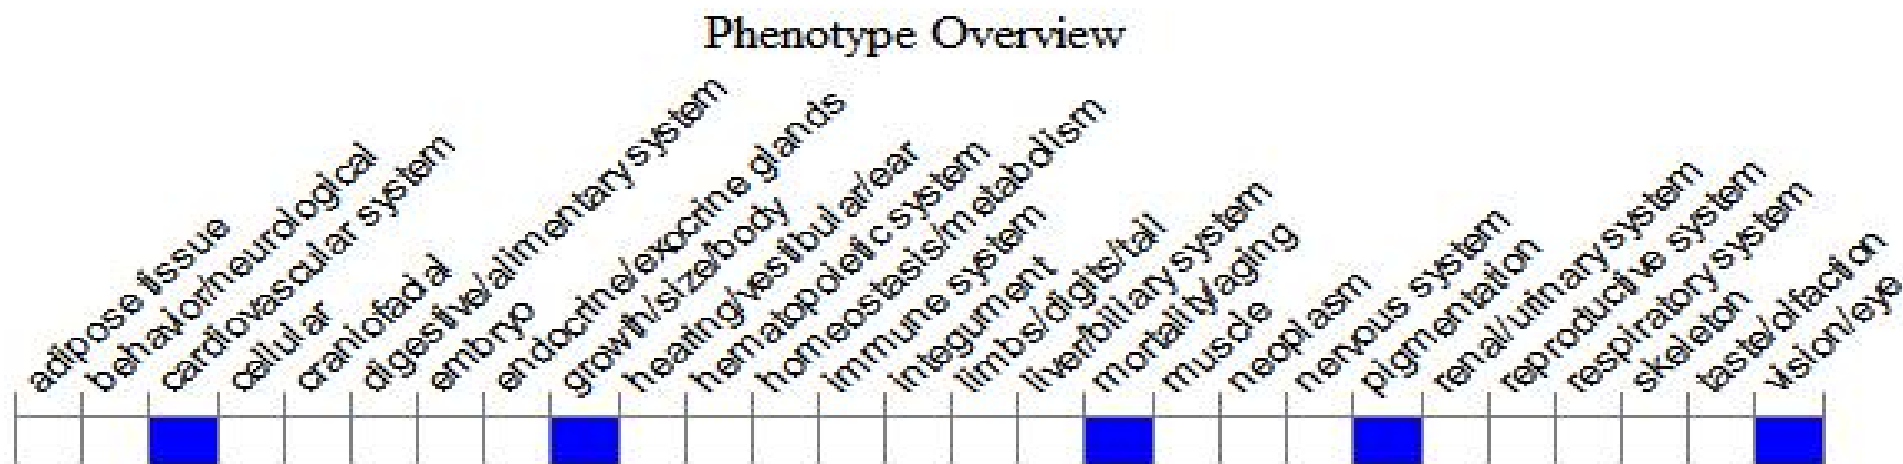 Phenotype Overview
adipose tissue
behavior/neurological
cardiovascular system
cellular
craniofacial
digestive/alimentary system
embryo
endocrine/exocrine glands
growth/size/body
hearing/vestibular/ear
hematopoietic system
homeostasis/metabolism
immune system
integument
limbs/digits/tail
liver/biliary system
mortality/aging
muscle
neoplasm
nervous system
pigmentation
renal/urinary system
reproductive system
respiratory system
skeleton
taste/olfaction
vision/eye